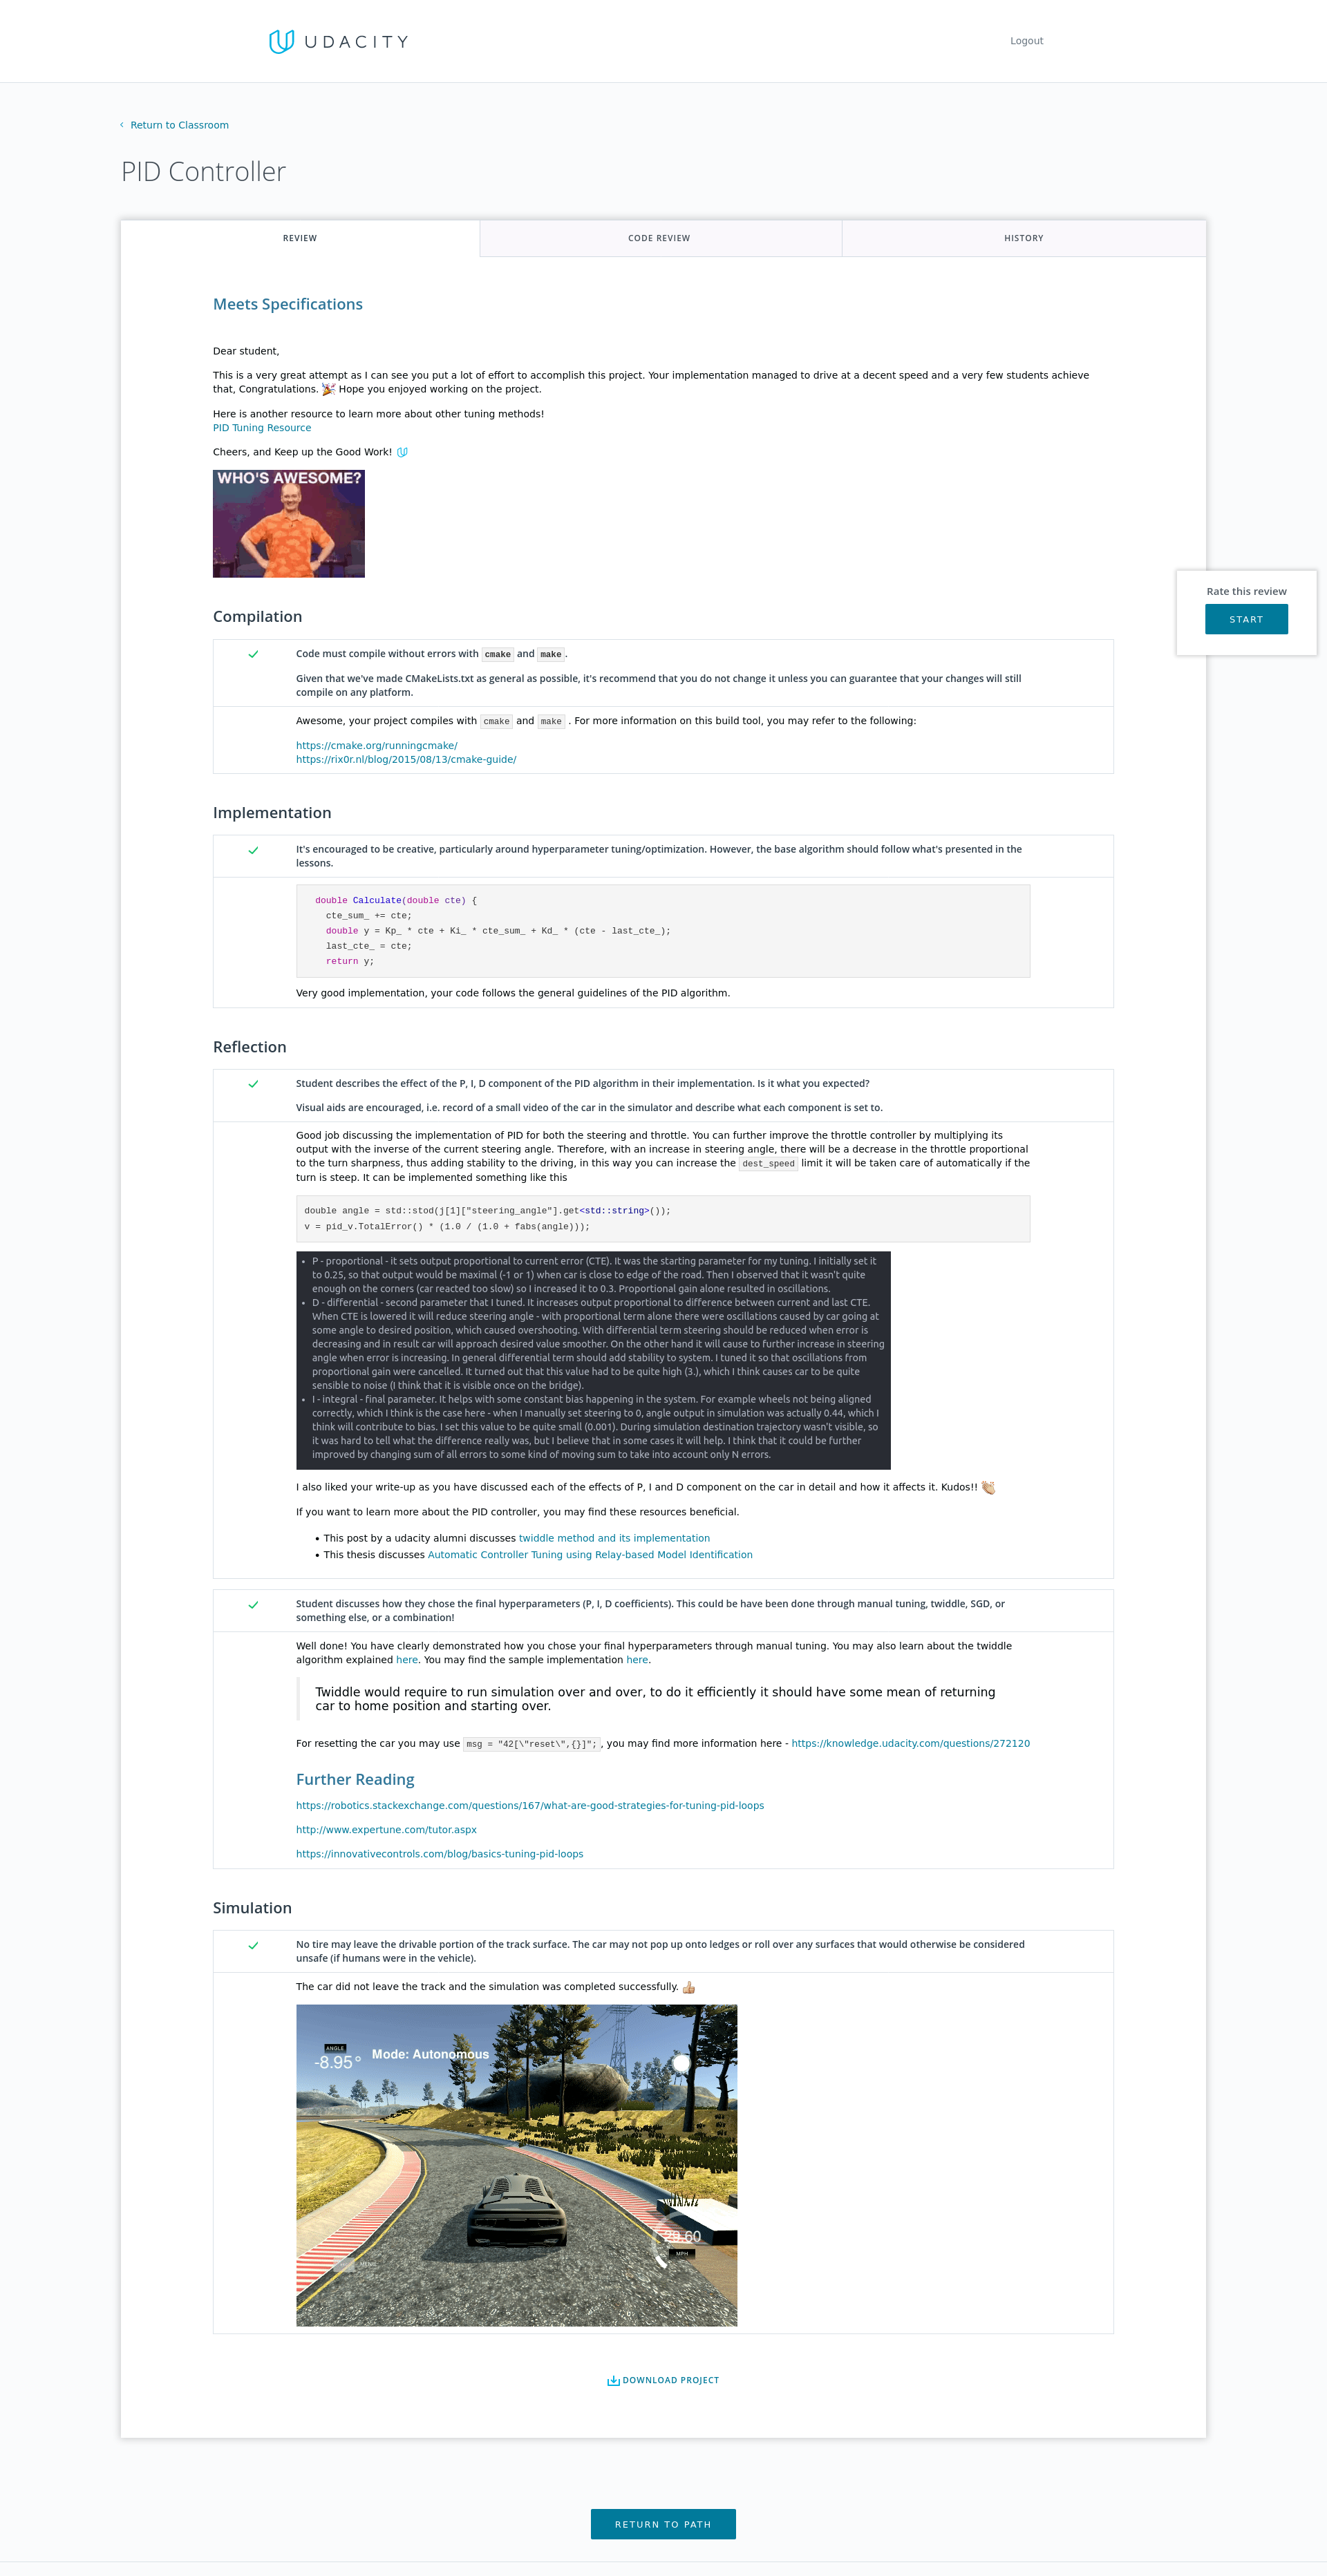 UDACITY
Logout
Return to Classroom
PID Controller
REVIEW
CODE REVIEW
HISTORY
Meets Specifications
Dear student,
This is a very great attempt as I can see you put a lot of effort to accomplish this project. Your implementation managed to drive at a decent speed and a very few students achieve
that, Congratulations. 🎉 Hope you enjoyed working on the project.
Here is another resource to learn more about other tuning methods!
PID Tuning Resource
Cheers, and Keep up the Good Work!
WHO'S AWESOME?
Rate this review
START
Compilation
Code must compile without errors with cmake and make.
Given that we've made CMakeLists.txt as general as possible, it's recommend that you do not change it unless you can guarantee that your changes will still
compile on any platform.
Awesome, your project compiles with cmake and make . For more information on this build tool, you may refer to the following:
https://cmake.org/runningcmake/
https://rix0r.nl/blog/2015/08/13/cmake-guide/
Implementation
It's encouraged to be creative, particularly around hyperparameter tuning/optimization. However, the base algorithm should follow what's presented in the
lessons.
double Calculate(double cte) {
cte_sum_ += cte;
double y = Kp_ * cte + Ki_ * cte_sum_ + Kd_ * (cte - last_cte_);
last_cte_ = cte;
return y;
Very good implementation, your code follows the general guidelines of the PID algorithm.
Reflection
Student describes the effect of the P, I, D component of the PID algorithm in their implementation. Is it what you expected?
Visual aids are encouraged, i.e. record of a small video of the car in the simulator and describe what each component is set to.
Good job discussing the implementation of PID for both the steering and throttle. You can further improve the throttle controller by multiplying its
output with the inverse of the current steering angle. Therefore, with an increase in steering angle, there will be a decrease in the throttle proportional
to the turn sharpness, thus adding stability to the driving, in this way you can increase the dest_speed limit it will be taken care of automatically if the
turn is steep. It can be implemented something like this
double angle = std::stod(j[1]["steering_angle"].get<std::string>());
v = pid_v.TotalError() * (1.0 / (1.0 + fabs(angle)));
• P - proportional - it sets output proportional to current error (CTE). It was the starting parameter for my tuning. I initially set it
to 0.25, so that output would be maximal (-1 or 1) when car is close to edge of the road. Then I observed that it wasn't quite
enough on the corners (car reacted too slow) so I increased it to 0.3. Proportional gain alone resulted in oscillations.
• D - differential - second parameter that I tuned. It increases output proportional to difference between current and last CTE.
When CTE is lowered it will reduce steering angle - with proportional term alone there were oscillations caused by car going at
some angle to desired position, which caused overshooting. With differential term steering should be reduced when error is
decreasing and in result car will approach desired value smoother. On the other hand it will cause to further increase in steering
angle when error is increasing. In general differential term should add stability to system. I tuned it so that oscillations from
proportional gain were cancelled. It turned out that this value had to be quite high (3.), which I think causes car to be quite
sensible to noise (I think that it is visible once on the bridge).
• I - integral - final parameter. It helps with some constant bias happening in the system. For example wheels not being aligned
correctly, which I think is the case here - when I manually set steering to 0, angle output in simulation was actually 0.44, which I
think will contribute to bias. I set this value to be quite small (0.001). During simulation destination trajectory wasn't visible, so
it was hard to tell what the difference really was, but I believe that in some cases it will help. I think that it could be further
improved by changing sum of all errors to some kind of moving sum to take into account only N errors.
I also liked your write-up as you have discussed each of the effects of P, I and D component on the car in detail and how it affects it. Kudos!! 👏
If you want to learn more about the PID controller, you may find these resources beneficial.
• This post by a udacity alumni discusses twiddle method and its implementation
• This thesis discusses Automatic Controller Tuning using Relay-based Model Identification
Student discusses how they chose the final hyperparameters (P, I, D coefficients). This could be have been done through manual tuning, twiddle, SGD, or
something else, or a combination!
Well done! You have clearly demonstrated how you chose your final hyperparameters through manual tuning. You may also learn about the twiddle
algorithm explained here. You may find the sample implementation here.
Twiddle would require to run simulation over and over, to do it efficiently it should have some mean of returning
car to home position and starting over.
For resetting the car you may use msg = "42[\"reset\",{}]"; , you may find more information here - https://knowledge.udacity.com/questions/272120
Further Reading
https://robotics.stackexchange.com/questions/167/what-are-good-strategies-for-tuning-pid-loops
http://www.expertune.com/tutor.aspx
https://innovativecontrols.com/blog/basics-tuning-pid-loops
Simulation
No tire may leave the drivable portion of the track surface. The car may not pop up onto ledges or roll over any surfaces that would otherwise be considered
unsafe (if humans were in the vehicle).
The car did not leave the track and the simulation was completed successfully. 👍
ANGLE
-8.95° Mode: Autonomous
MPH
DOWNLOAD PROJECT
RETURN TO PATH